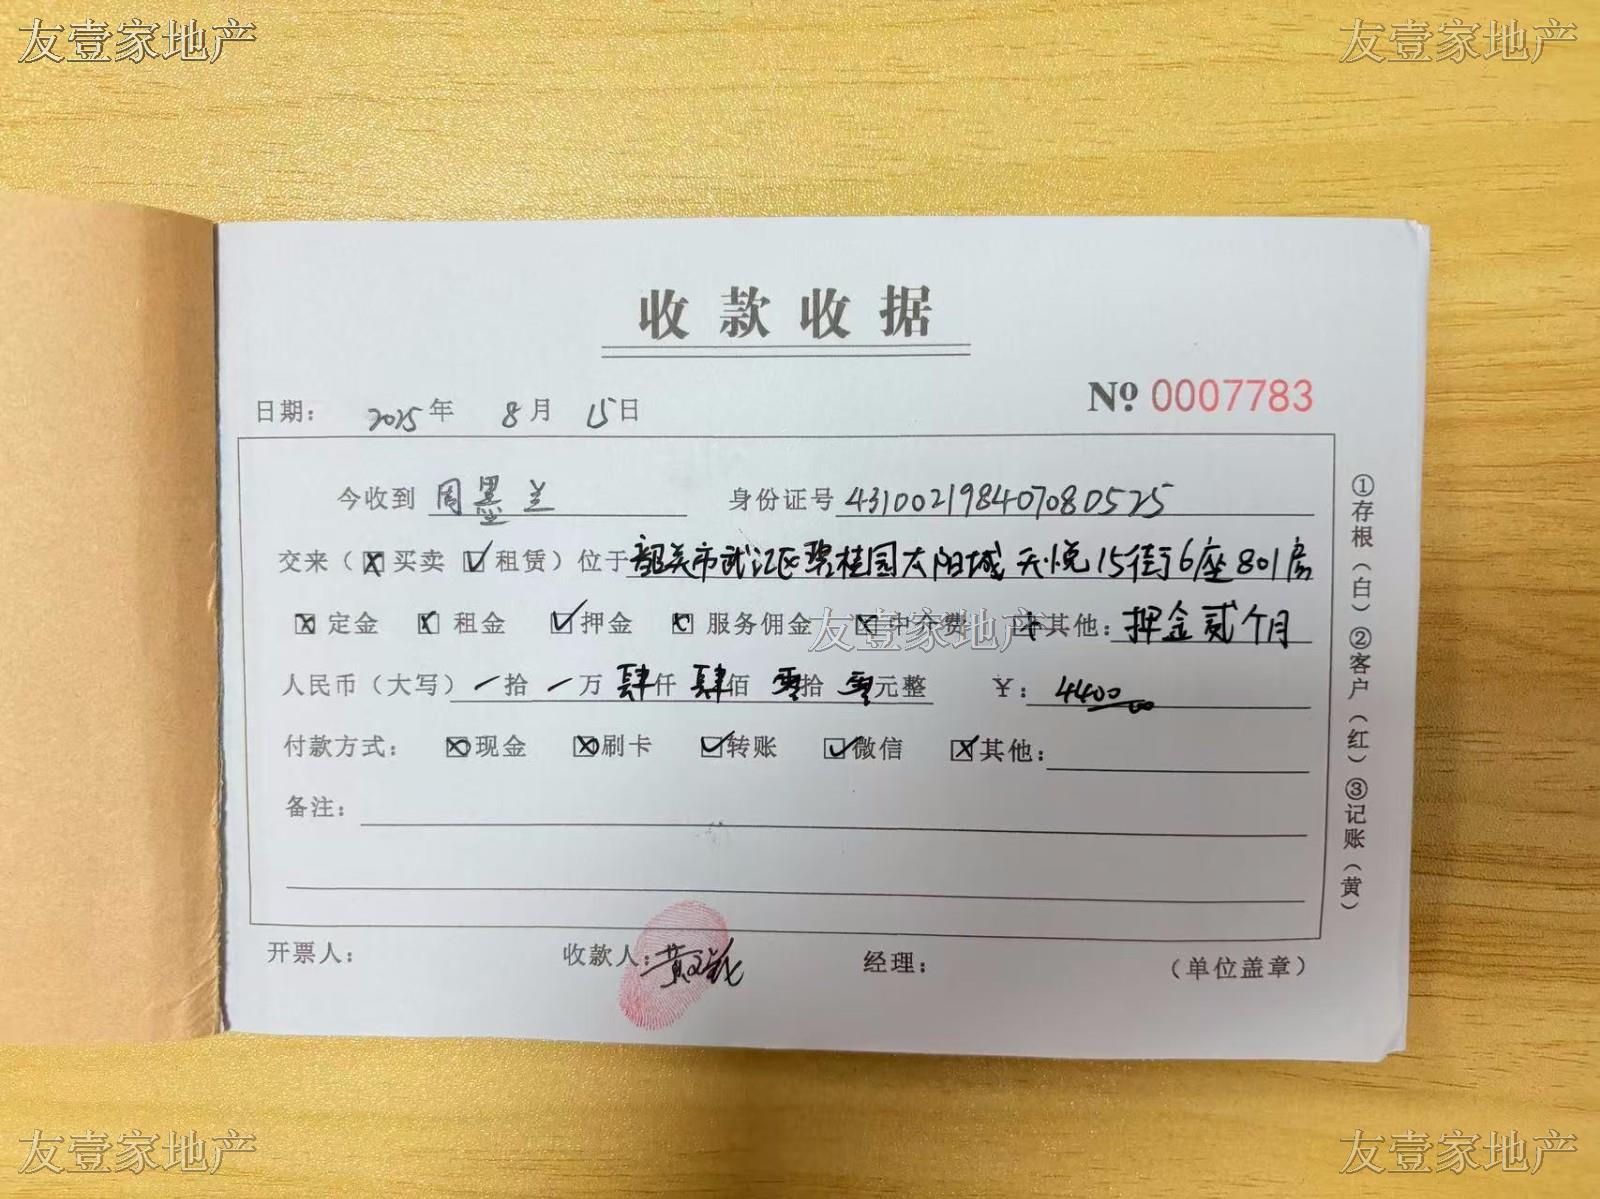 友壹家地产 友壹家地产
收款收据
日期： 2025年 8月 15日 № 0007783
今收到 周墨兰 身份证号 431002198407080525
交来（☒买卖 ☑租赁）位于 韶关市武江区碧桂园太阳城 天悦15街6座801房
☒定金 ☒租金 ☑押金 ☒服务佣金 ☒中介费 ☒其他：押金贰个月
友壹家地产
人民币（大写）一拾 一万 肆仟 肆佰 零拾 零元整 ¥：4400.00
付款方式： ☒现金 ☒刷卡 ☑转账 ☑微信 ☒其他：
备注：
开票人： 收款人：黄 经理： （单位盖章）
①存根（白）②客户（红）③记账（黄）
友壹家地产 友壹家地产